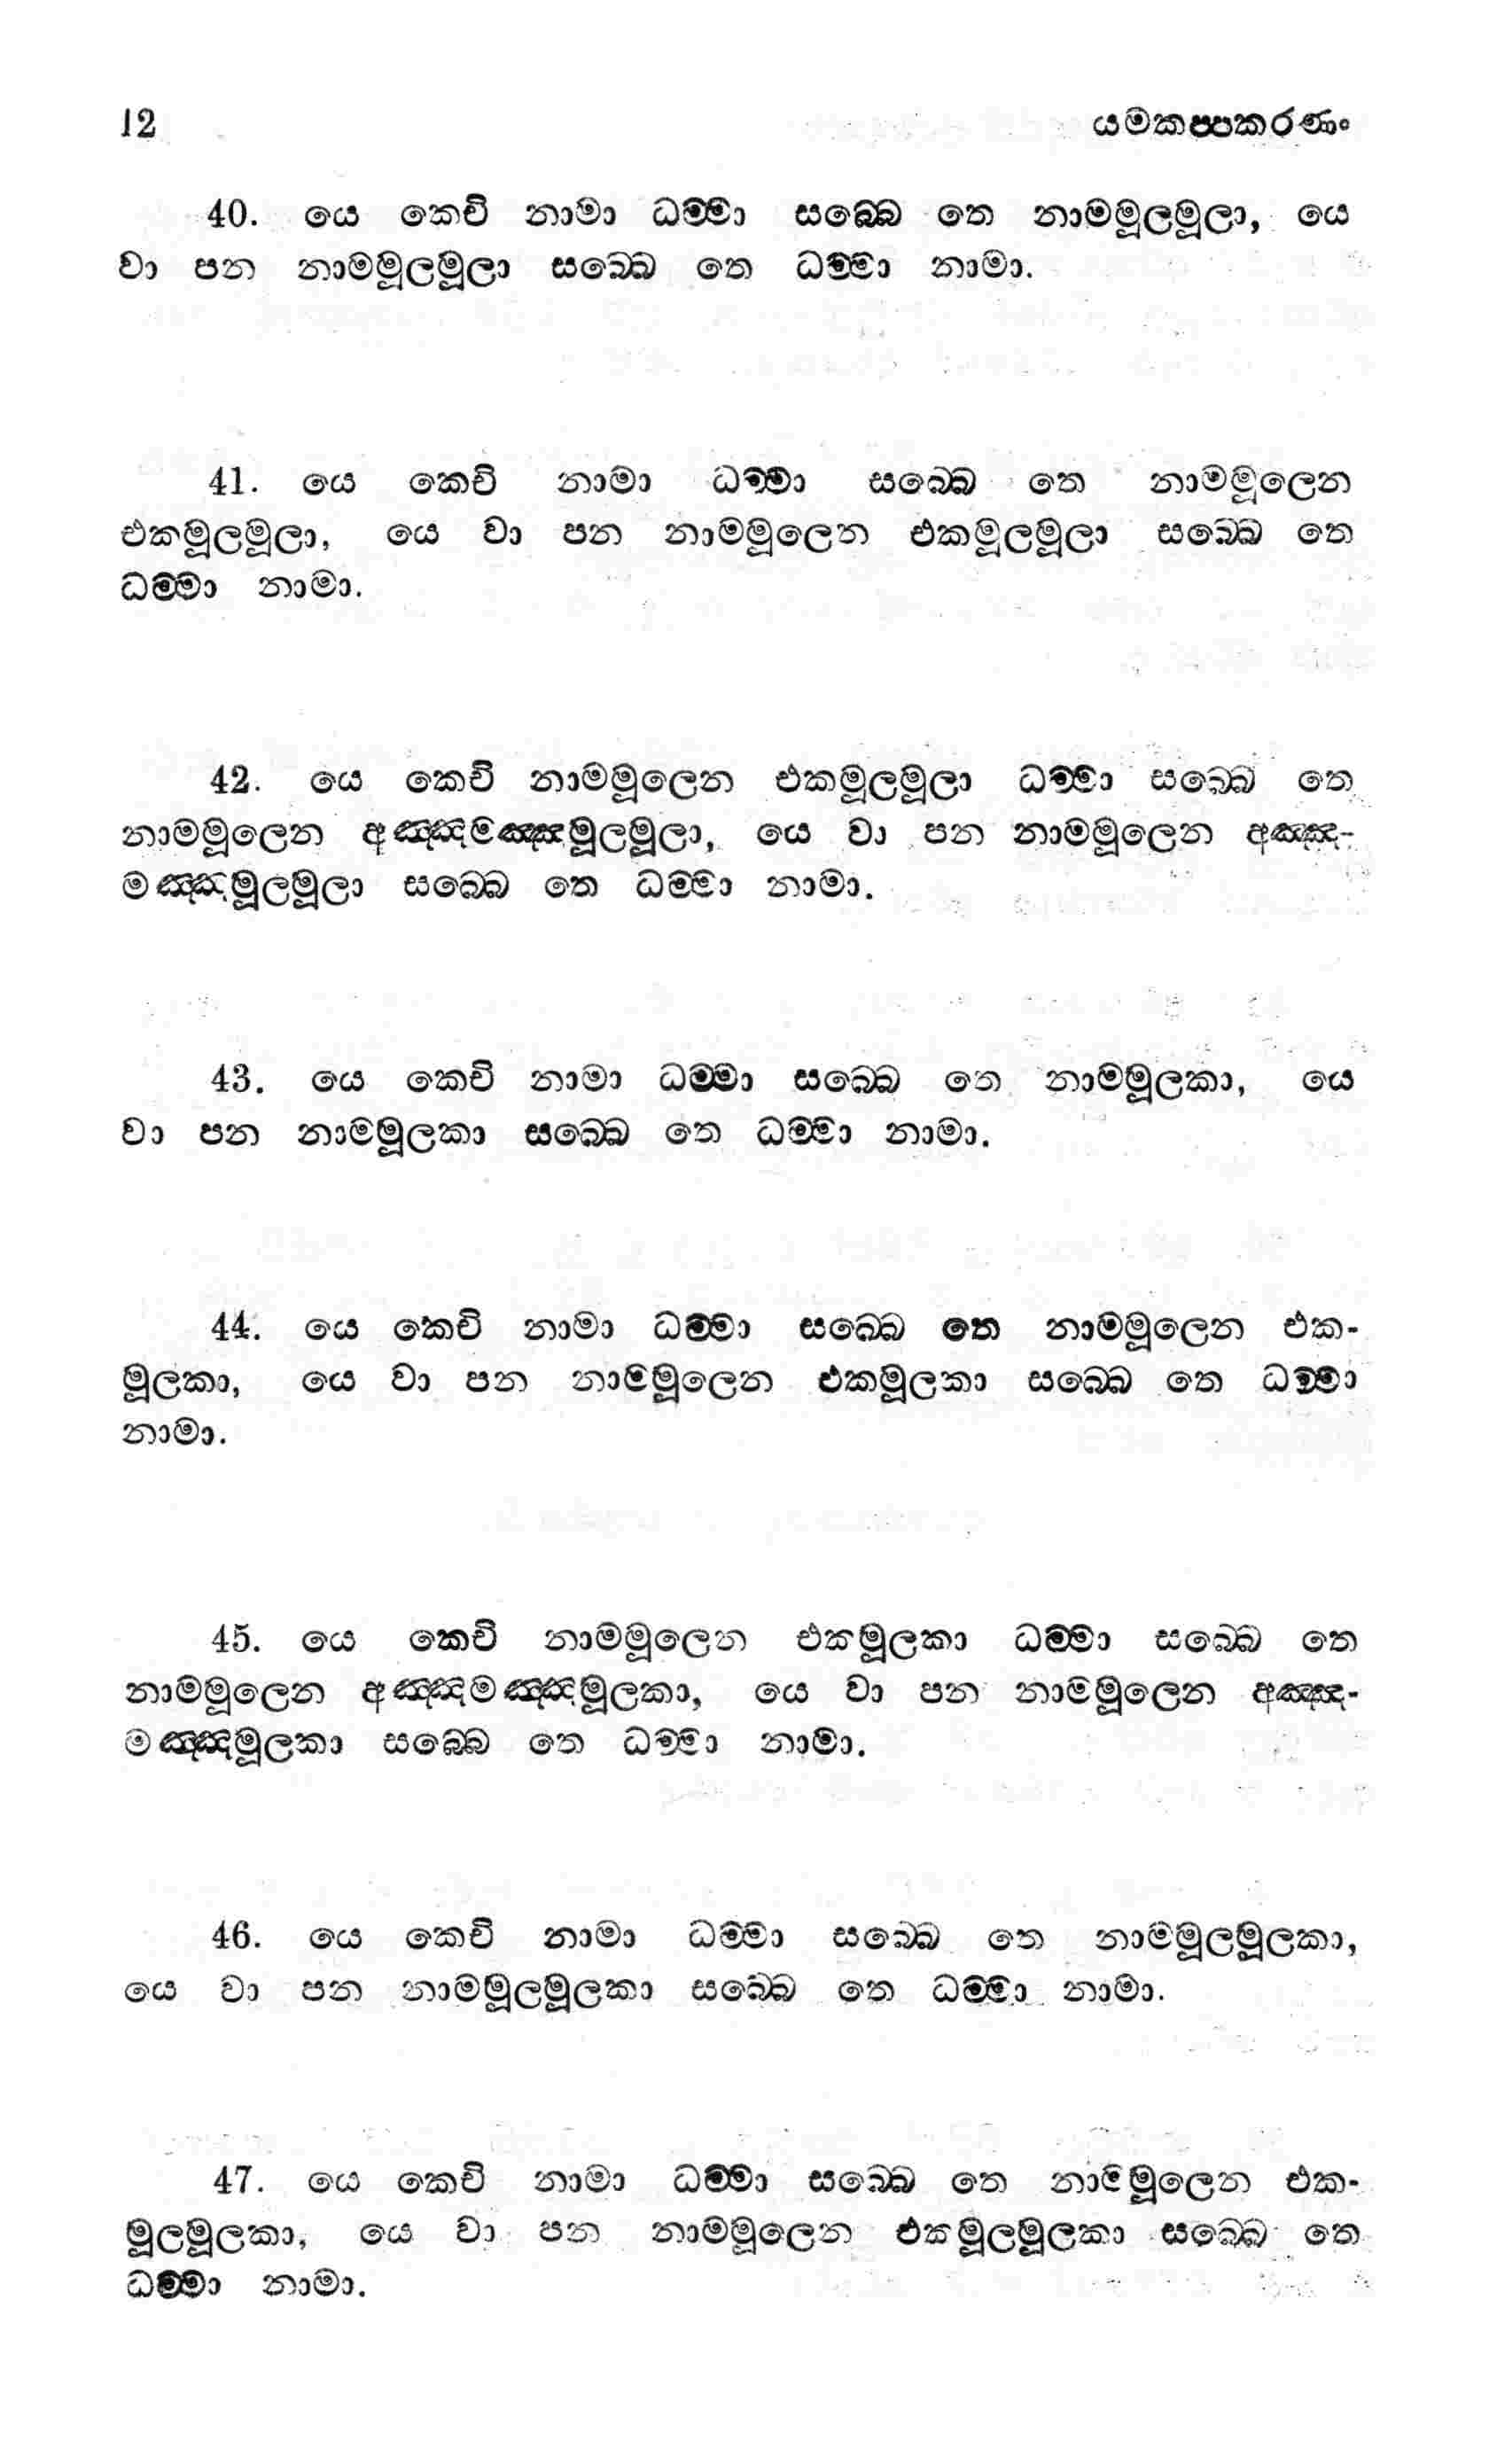 12 යමකප්පකරණං
40. යෙ කෙචි නාමා ධම්මා සබ්බෙ තෙ නාමමූලමූලා, යෙ
වා පන නාමමූලමූලා සබ්බෙ තෙ ධම්මා නාමා.
41. යෙ කෙචි නාමා ධම්මා සබ්බෙ තෙ නාමමූලෙන
එකමූලමූලා, යෙ වා පන නාමමූලෙන එකමූලමූලා සබ්බෙ තෙ
ධම්මා නාමා.
42. යෙ කෙචි නාමමූලෙන එකමූලමූලා ධම්මා සබ්බෙ තෙ
නාමමූලෙන අඤ්ඤමඤ්ඤමූලමූලා, යෙ වා පන නාමමූලෙන අඤ්ඤ-
මඤ්ඤමූලමූලා සබ්බෙ තෙ ධම්මා නාමා.
43. යෙ කෙචි නාමා ධම්මා සබ්බෙ තෙ නාමමූලකා, යෙ
වා පන නාමමූලකා සබ්බෙ තෙ ධම්මා නාමා.
44. යෙ කෙචි නාමා ධම්මා සබ්බෙ තෙ නාමමූලෙන එක-
මූලකා, යෙ වා පන නාමමූලෙන එකමූලකා සබ්බෙ තෙ ධම්මා
නාමා.
45. යෙ කෙචි නාමමූලෙන එකමූලකා ධම්මා සබ්බෙ තෙ
නාමමූලෙන අඤ්ඤමඤ්ඤමූලකා, යෙ වා පන නාමමූලෙන අඤ්ඤ-
මඤ්ඤමූලකා සබ්බෙ තෙ ධම්මා නාමා.
46. යෙ කෙචි නාමා ධම්මා සබ්බෙ තෙ නාමමූලමූලකා,
යෙ වා පන නාමමූලමූලකා සබ්බෙ තෙ ධම්මා නාමා.
47. යෙ කෙචි නාමා ධම්මා සබ්බෙ තෙ නාමමූලෙන එක-
මූලමූලකා, යෙ වා පන නාමමූලෙන එකමූලමූලකා සබ්බෙ තෙ
ධම්මා නාමා.